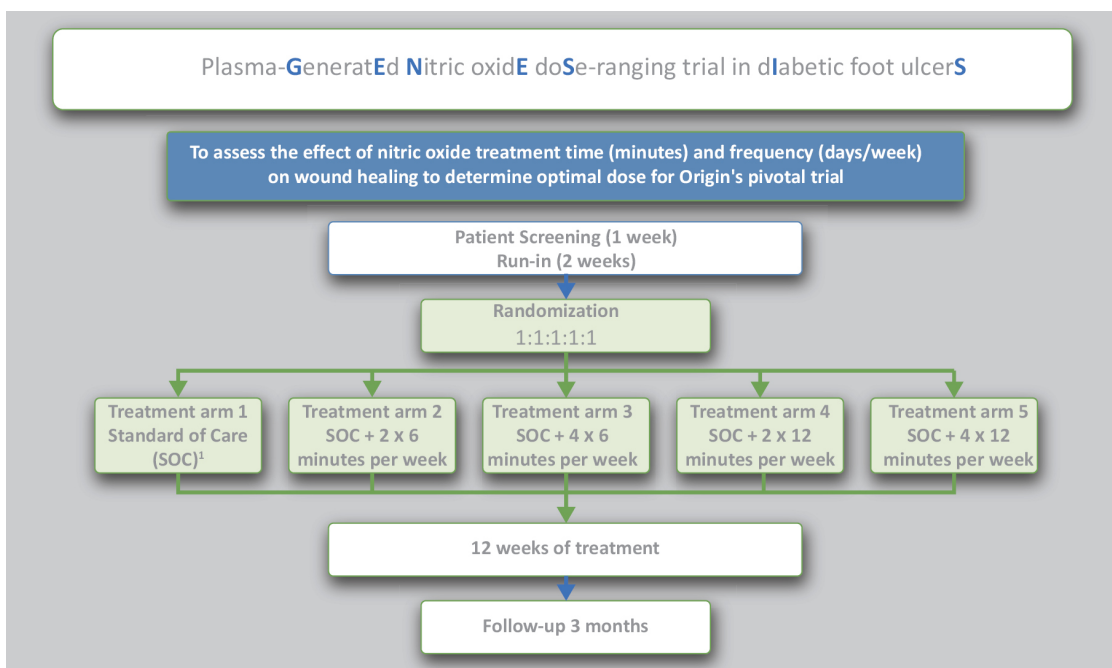 Plasma-GeneratEd Nitric oxidE doSe-ranging trial in dIabetic foot ulcerS
To assess the effect of nitric oxide treatment time (minutes) and frequency (days/week)
on wound healing to determine optimal dose for Origin's pivotal trial
Patient Screening (1 week)
Run-in (2 weeks)
Randomization
1:1:1:1:1
Treatment arm 1
Standard of Care
(SOC)¹
Treatment arm 2
SOC + 2 x 6
minutes per week
Treatment arm 3
SOC + 4 x 6
minutes per week
Treatment arm 4
SOC + 2 x 12
minutes per week
Treatment arm 5
SOC + 4 x 12
minutes per week
12 weeks of treatment
Follow-up 3 months